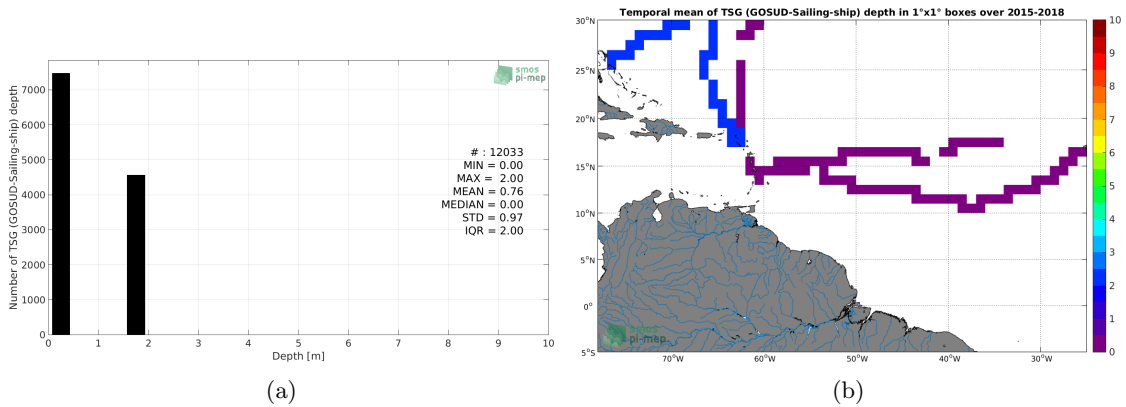 Temporal mean of TSG (GOSUD-Sailing-ship) depth in 1°x1° boxes over 2015-2018
Number of TSG (GOSUD-Sailing-ship) depth
7000
6000
5000
4000
3000
2000
1000
0
smos
pi-mep
# : 12033
MIN = 0.00
MAX = 2.00
MEAN = 0.76
MEDIAN = 0.00
STD = 0.97
IQR = 2.00
0 1 2 3 4 5 6 7 8 9 10
Depth [m]
(a)
30°N
25°N
20°N
15°N
10°N
5°N
0°
5°S
smos
pi-mep
70°W 60°W 50°W 40°W 30°W
10
9
8
7
6
5
4
3
2
1
0
(b)